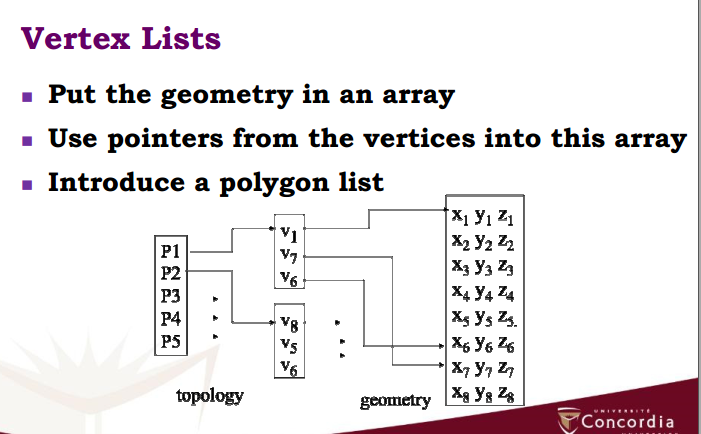 Vertex Lists
Put the geometry in an array
Use pointers from the vertices into this array
Introduce a polygon list
P1
P2
P3
P4
P5
v1
v7
v6
v8
v5
v6
x1 y1 z1
x2 y2 z2
x3 y3 z3
x4 y4 z4
x5 y5 z5.
x6 y6 z6
x7 y7 z7
x8 y8 z8
topology
geometry
UNIVERSITÉ
Concordia